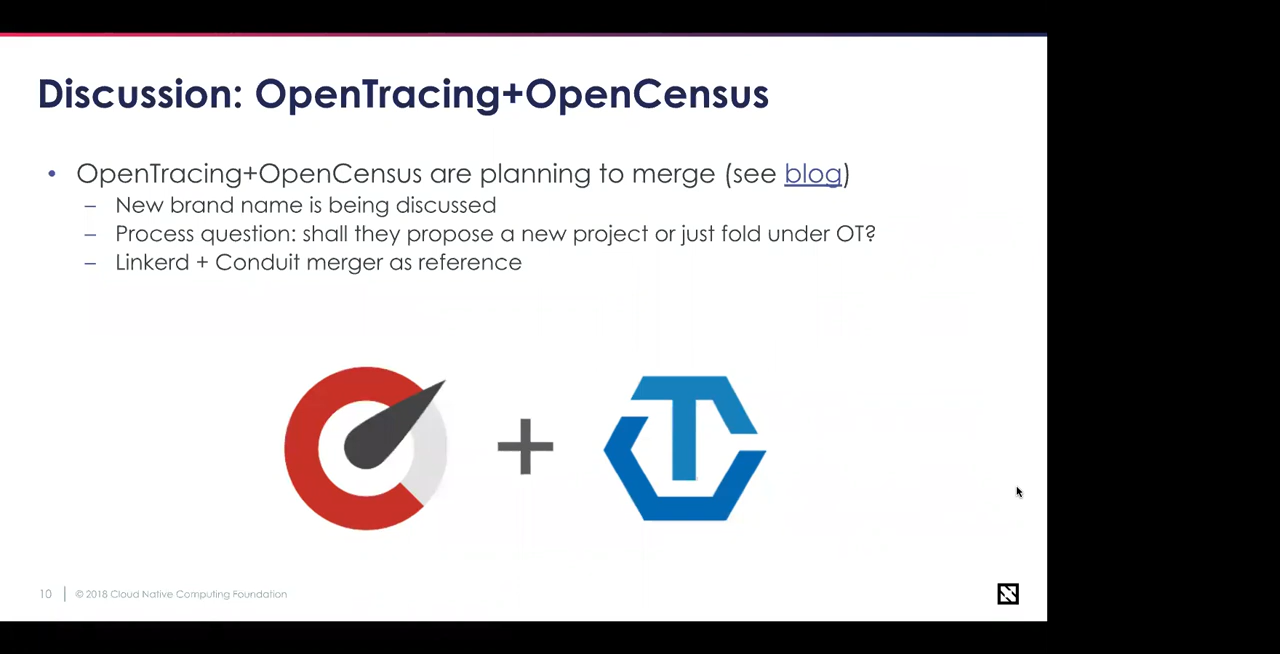 Discussion: OpenTracing+OpenCensus
• OpenTracing+OpenCensus are planning to merge (see blog)
– New brand name is being discussed
– Process question: shall they propose a new project or just fold under OT?
– Linkerd + Conduit merger as reference
+
10 | © 2018 Cloud Native Computing Foundation